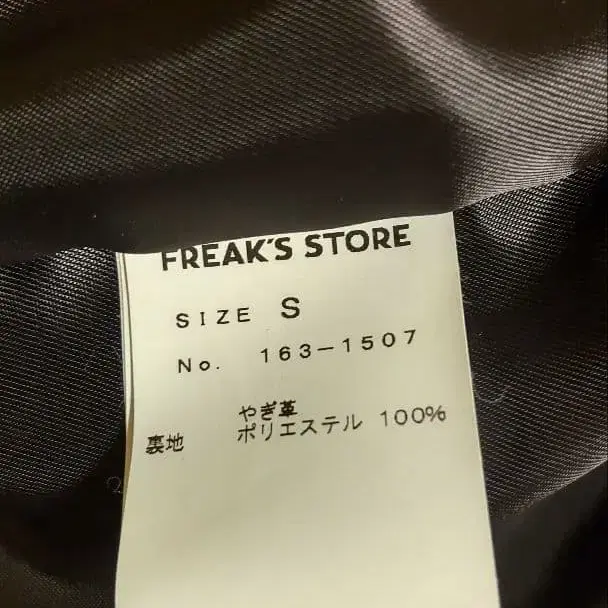 FREAK'S STORE
SIZE S
No. 163-1507
やぎ革
裏地 ポリエステル 100%